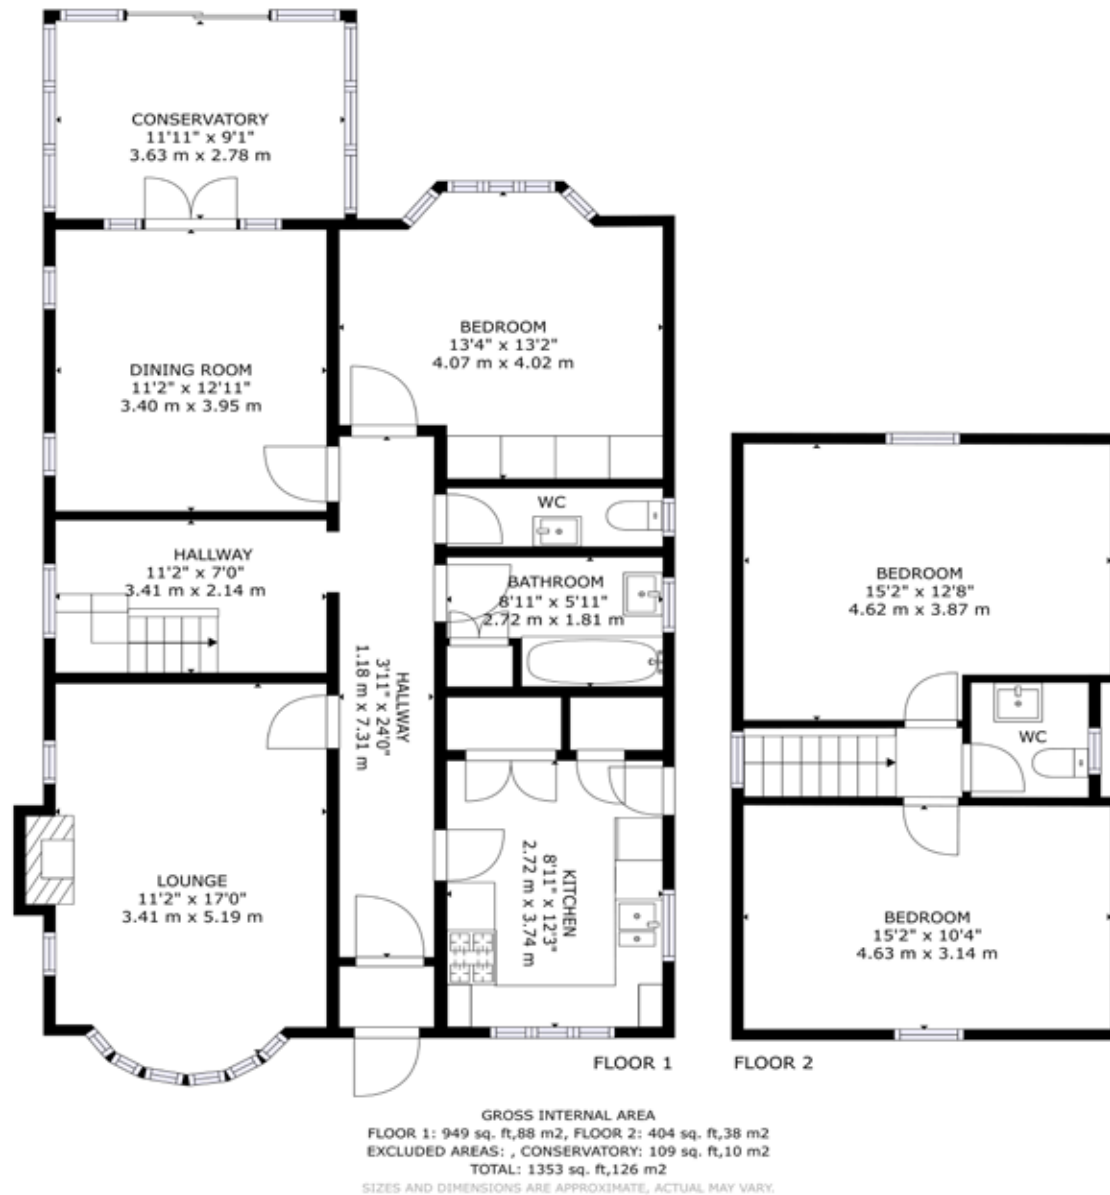 CONSERVATORY
11'11" x 9'1"
3.63 m x 2.78 m
BEDROOM
13'4" x 13'2"
4.07 m x 4.02 m
DINING ROOM
11'2" x 12'11"
3.40 m x 3.95 m
WC
HALLWAY
11'2" x 7'0"
3.41 m x 2.14 m
BATHROOM
8'11" x 5'11"
2.72 m x 1.81 m
HALLWAY
3'11" x 24'0"
1.18 m x 7.31 m
LOUNGE
11'2" x 17'0"
3.41 m x 5.19 m
KITCHEN
8'11" x 12'3"
2.72 m x 3.74 m
FLOOR 1
BEDROOM
15'2" x 12'8"
4.62 m x 3.87 m
WC
BEDROOM
15'2" x 10'4"
4.63 m x 3.14 m
FLOOR 2
GROSS INTERNAL AREA
FLOOR 1: 949 sq. ft,88 m2, FLOOR 2: 404 sq. ft,38 m2
EXCLUDED AREAS: , CONSERVATORY: 109 sq. ft,10 m2
TOTAL: 1353 sq. ft,126 m2
SIZES AND DIMENSIONS ARE APPROXIMATE, ACTUAL MAY VARY.